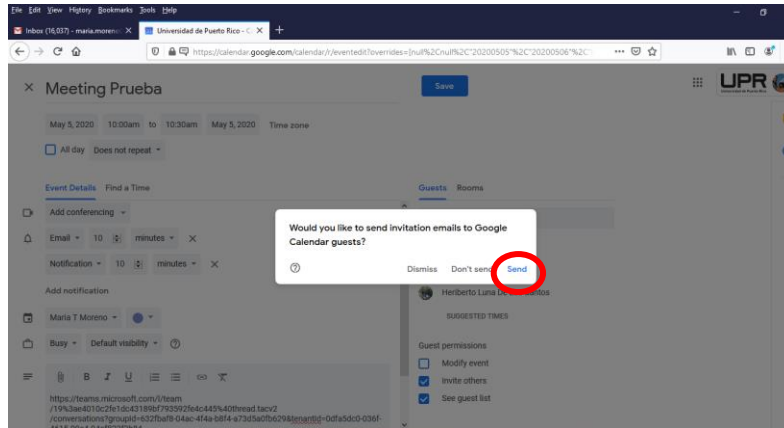 File Edit View History Bookmarks Tools Help
Inbox (16,037) - maria.moreno
Universidad de Puerto Rico - C
https://calendar.google.com/calendar/r/eventedit?overrides=[null%2Cnull%2C"20200505"%2C"20200506"%2C
Meeting Prueba
Save
UPR
May 5, 2020 10:00am to 10:30am May 5, 2020 Time zone
All day Does not repeat
Event Details Find a Time
Guests Rooms
Add conferencing
Would you like to send invitation emails to Google
Calendar guests?
Dismiss Don't send Send
Email 10 minutes
Notification 10 minutes
Add notification
Heriberto Luna De Los Santos
SUGGESTED TIMES
Maria T Moreno
Busy Default visibility
Guest permissions
Modify event
Invite others
See guest list
B I U
https://teams.microsoft.com/l/team
/19%3ae4010c2fe1dc43189bf793592fe4c445%40thread.tacv2
/conversations?groupId=632fbaf8-04ac-4f4a-b8f4-a73d5a0fb629&tenantId=0dfa5dc0-036f-